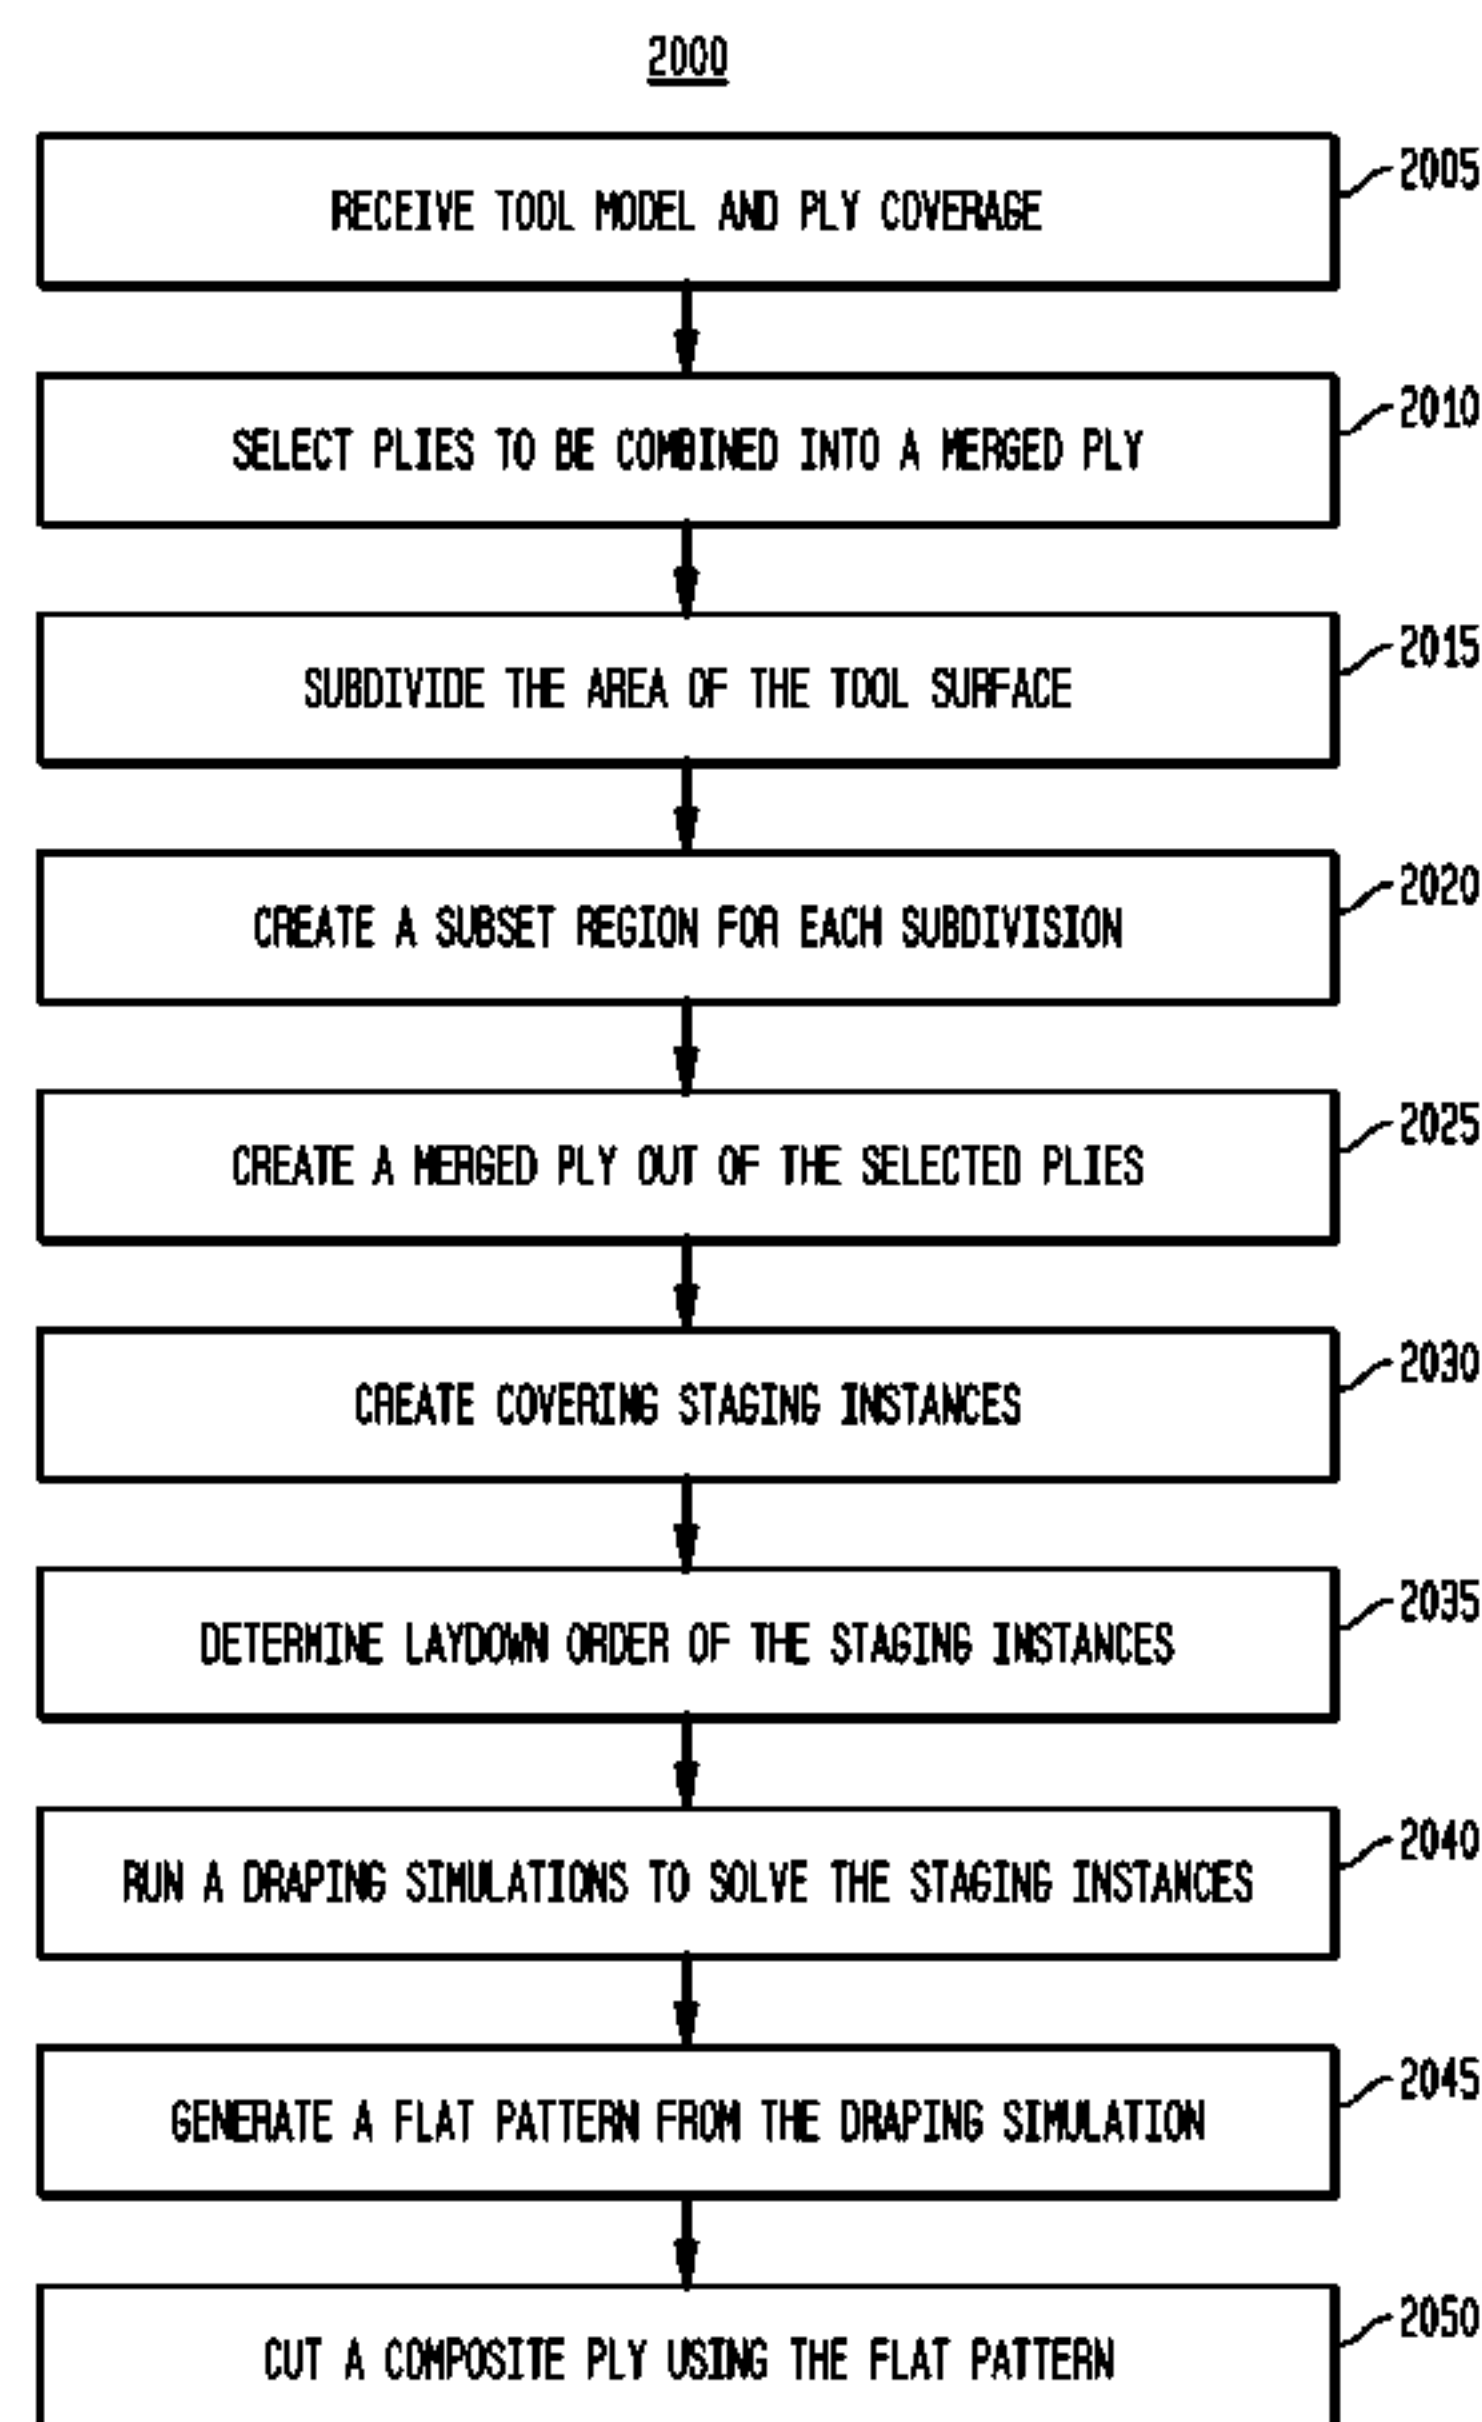 2000
RECEIVE TOOL MODEL AND PLY COVERAGE
2005
SELECT PLIES TO BE COMBINED INTO A MERGED PLY
2010
SUBDIVIDE THE AREA OF THE TOOL SURFACE
2015
CREATE A SUBSET REGION FOR EACH SUBDIVISION
2020
CREATE A MERGED PLY OUT OF THE SELECTED PLIES
2025
CREATE COVERING STAGING INSTANCES
2030
DETERMINE LAYDOWN ORDER OF THE STAGING INSTANCES
2035
RUN A DRAPING SIMULATIONS TO SOLVE THE STAGING INSTANCES
2040
GENERATE A FLAT PATTERN FROM THE DRAPING SIMULATION
2045
CUT A COMPOSITE PLY USING THE FLAT PATTERN
2050